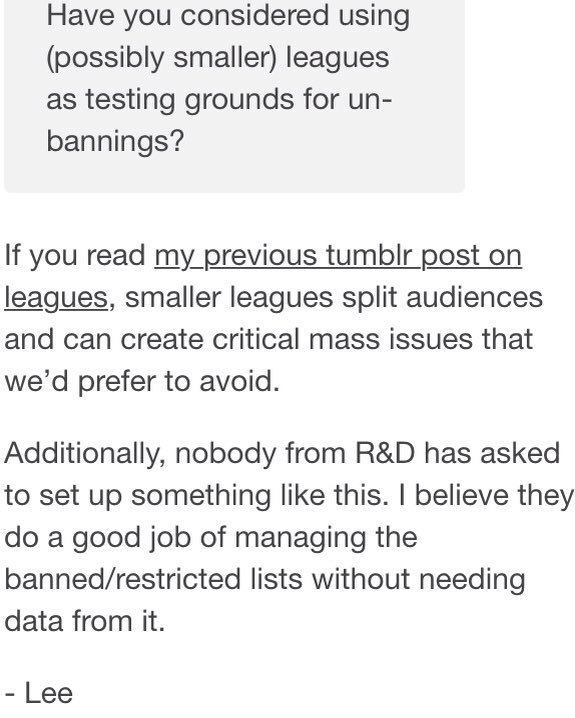 Have you considered using
(possibly smaller) leagues
as testing grounds for un-
bannings?
If you read my previous tumblr post on
leagues, smaller leagues split audiences
and can create critical mass issues that
we’d prefer to avoid.
Additionally, nobody from R&D has asked
to set up something like this. I believe they
do a good job of managing the
banned/restricted lists without needing
data from it.
- Lee